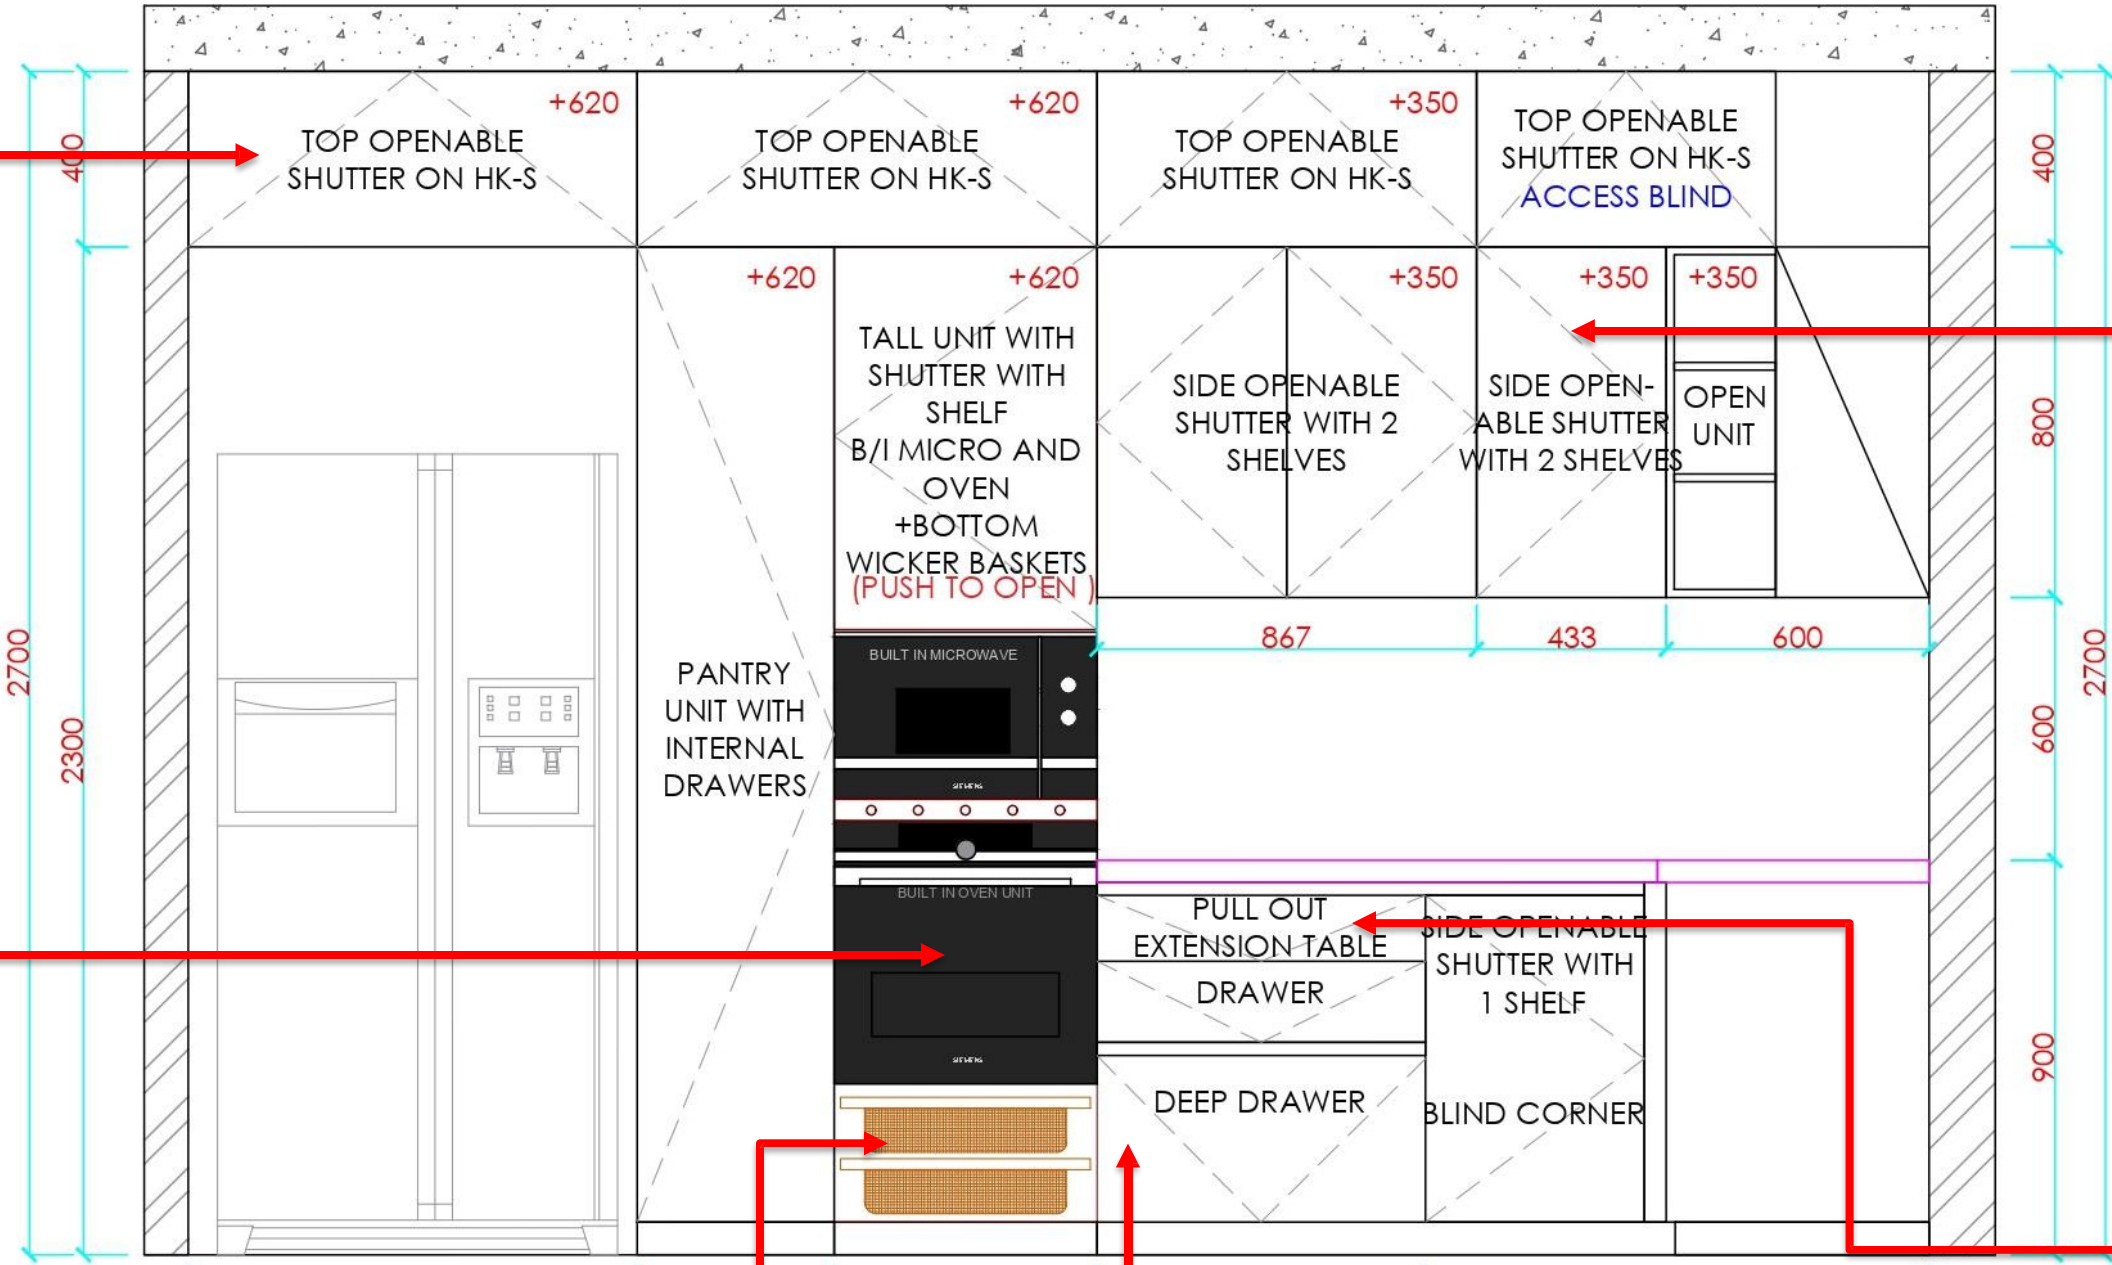 +620
TOP OPENABLE
SHUTTER ON HK-S
+620
TOP OPENABLE
SHUTTER ON HK-S
+350
TOP OPENABLE
SHUTTER ON HK-S
TOP OPENABLE
SHUTTER ON HK-S
ACCESS BLIND
400
2300
2700
400
800
600
900
2700
+620
PANTRY
UNIT WITH
INTERNAL
DRAWERS
+620
TALL UNIT WITH
SHUTTER WITH
SHELF
B/I MICRO AND
OVEN
+BOTTOM
WICKER BASKETS
(PUSH TO OPEN )
+350
SIDE OPENABLE
SHUTTER WITH 2
SHELVES
+350
SIDE OPEN-
ABLE SHUTTER
WITH 2 SHELVES
+350
OPEN
UNIT
867
433
600
BUILT IN MICROWAVE
SIEMENS
BUILT IN OVEN UNIT
SIEMENS
PULL OUT
EXTENSION TABLE
DRAWER
DEEP DRAWER
SIDE OPENABLE
SHUTTER WITH
1 SHELF
BLIND CORNER